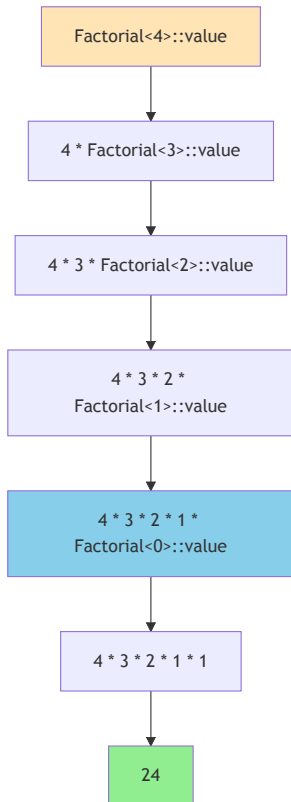 Factorial<4>::value
4 * Factorial<3>::value
4 * 3 * Factorial<2>::value
4 * 3 * 2 *
Factorial<1>::value
4 * 3 * 2 * 1 *
Factorial<0>::value
4 * 3 * 2 * 1 * 1
24